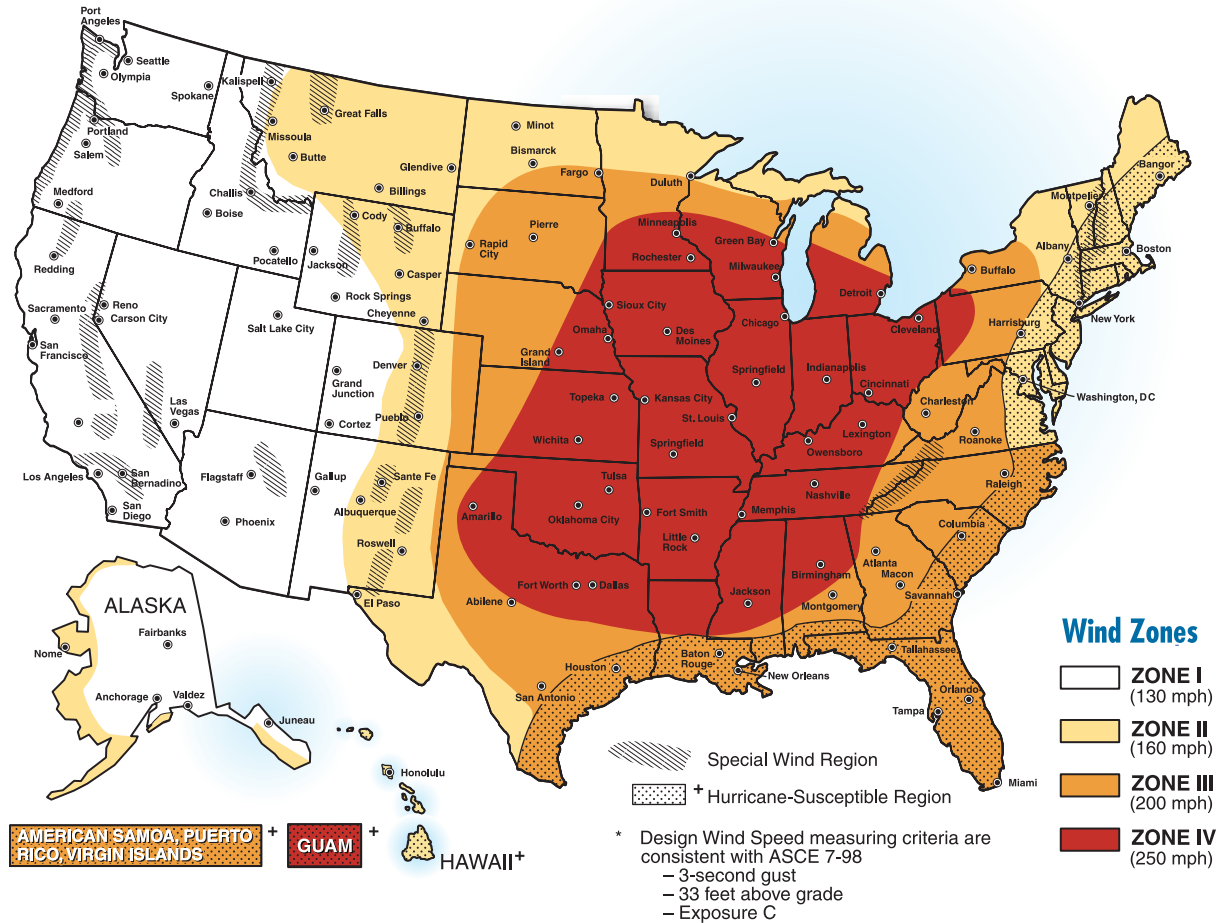 Port
Angeles
Seattle
Olympia
Spokane
Kalispell
Great Falls
Missoula
Butte
Glendive
Billings
Portland
Salem
Medford
Challis
Boise
Pocatello
Jackson
Cody
Buffalo
Casper
Rock Springs
Cheyenne
Minot
Bismarck
Fargo
Pierre
Rapid
City
Duluth
Minneapolis
Rochester
Green Bay
Milwaukee
Sioux City
Omaha
Des
Moines
Grand
Island
Chicago
Detroit
Cleveland
Buffalo
Harrisburg
Albany
Montpelier
Bangor
Boston
New York
Washington, DC
Redding
Sacramento
San
Francisco
Reno
Carson City
Salt Lake City
Las
Vegas
Los Angeles
San
Bernadino
San
Diego
Flagstaff
Phoenix
Grand
Junction
Cortez
Denver
Pueblo
Gallup
Sante Fe
Albuquerque
Roswell
El Paso
Topeka
Wichita
Kansas City
St. Louis
Springfield
Springfield
Indianapolis
Cincinnati
Charleston
Lexington
Owensboro
Roanoke
Raleigh
Tulsa
Oklahoma City
Amarillo
Fort Smith
Little
Rock
Memphis
Nashville
Columbia
Atlanta
Macon
Savannah
Birmingham
Montgomery
Jackson
Fort Worth
Dallas
Abilene
Houston
San Antonio
Baton
Rouge
New Orleans
Tallahassee
Orlando
Tampa
Miami
ALASKA
Fairbanks
Nome
Anchorage
Valdez
Juneau
Honolulu
HAWAII+
AMERICAN SAMOA, PUERTO
RICO, VIRGIN ISLANDS
+
GUAM
+
Special Wind Region
+ Hurricane-Susceptible Region
* Design Wind Speed measuring criteria are
consistent with ASCE 7-98
– 3-second gust
– 33 feet above grade
– Exposure C
Wind Zones
ZONE I
(130 mph)
ZONE II
(160 mph)
ZONE III
(200 mph)
ZONE IV
(250 mph)